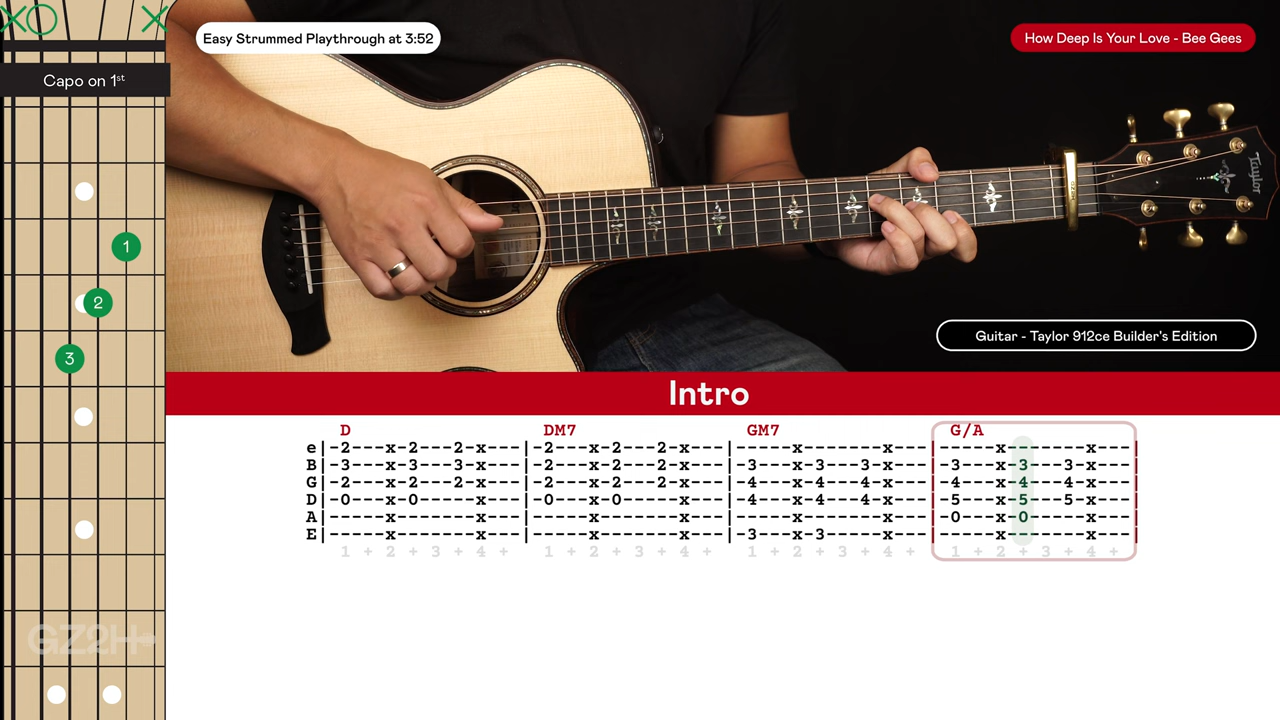 XO X
Easy Strummed Playthrough at 3:52
How Deep Is Your Love - Bee Gees
Capo on 1st
Taylor
1
2
3
Guitar - Taylor 912ce Builder's Edition
Intro
D DM7 GM7 G/A
e|-2---x-2---2-x---|-2---x-2---2-x---|-----x-------x---|-----x-------x---|
B|-3---x-3---3-x---|-2---x-2---2-x---|-3---x-3---3-x---|-3---x-3---3-x---|
G|-2---x-2---2-x---|-2---x-2---2-x---|-4---x-4---4-x---|-4---x-4---4-x---|
D|-0---x-0-----x---|-0---x-0-----x---|-4---x-4---4-x---|-5---x-5---5-x---|
A|-----x-------x---|-----x-------x---|-----x-------x---|-0---x-0-----x---|
E|-----x-------x---|-----x-------x---|-3---x-3-----x---|-----x-------x---|
1 + 2 + 3 + 4 + 1 + 2 + 3 + 4 + 1 + 2 + 3 + 4 + 1 + 2 + 3 + 4 +
GZ2H